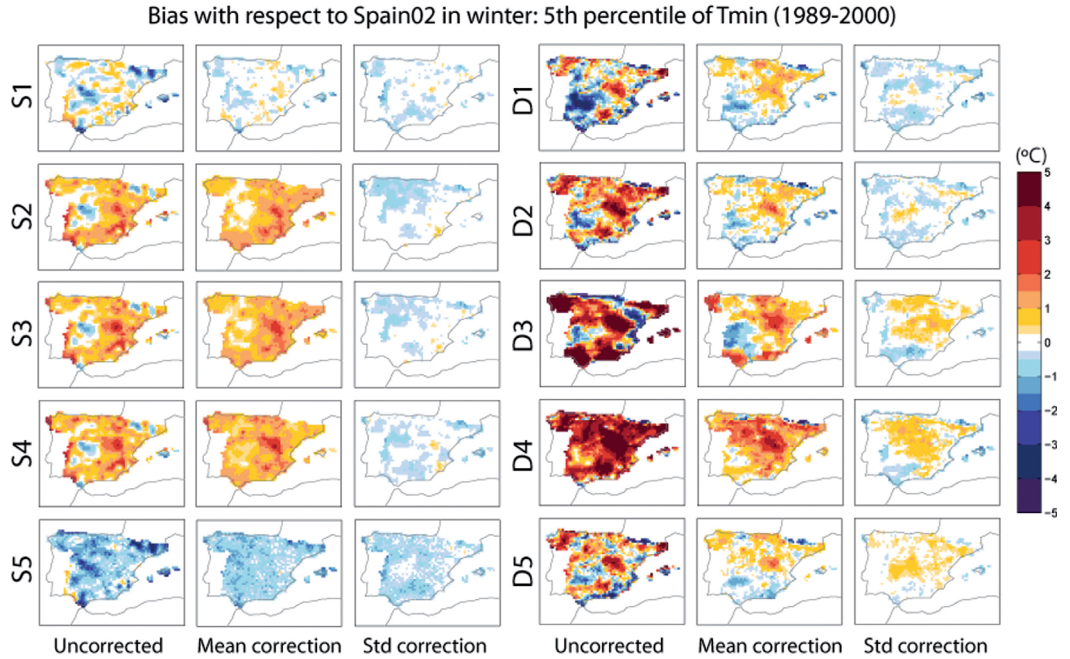 Bias with respect to Spain02 in winter: 5th percentile of Tmin (1989-2000)
S1
D1
(ºC)
S2
D2
5
4
3
2
1
0
−1
−2
−3
−4
−5
S3
D3
S4
D4
S5
D5
Uncorrected Mean correction Std correction Uncorrected Mean correction Std correction